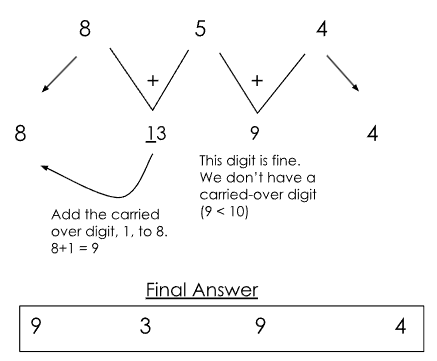 8 5 4
+ +
8 13 9 4
This digit is fine.
We don't have a
carried-over digit
(9 < 10)
Add the carried
over digit, 1, to 8.
8+1 = 9
Final Answer
9 3 9 4